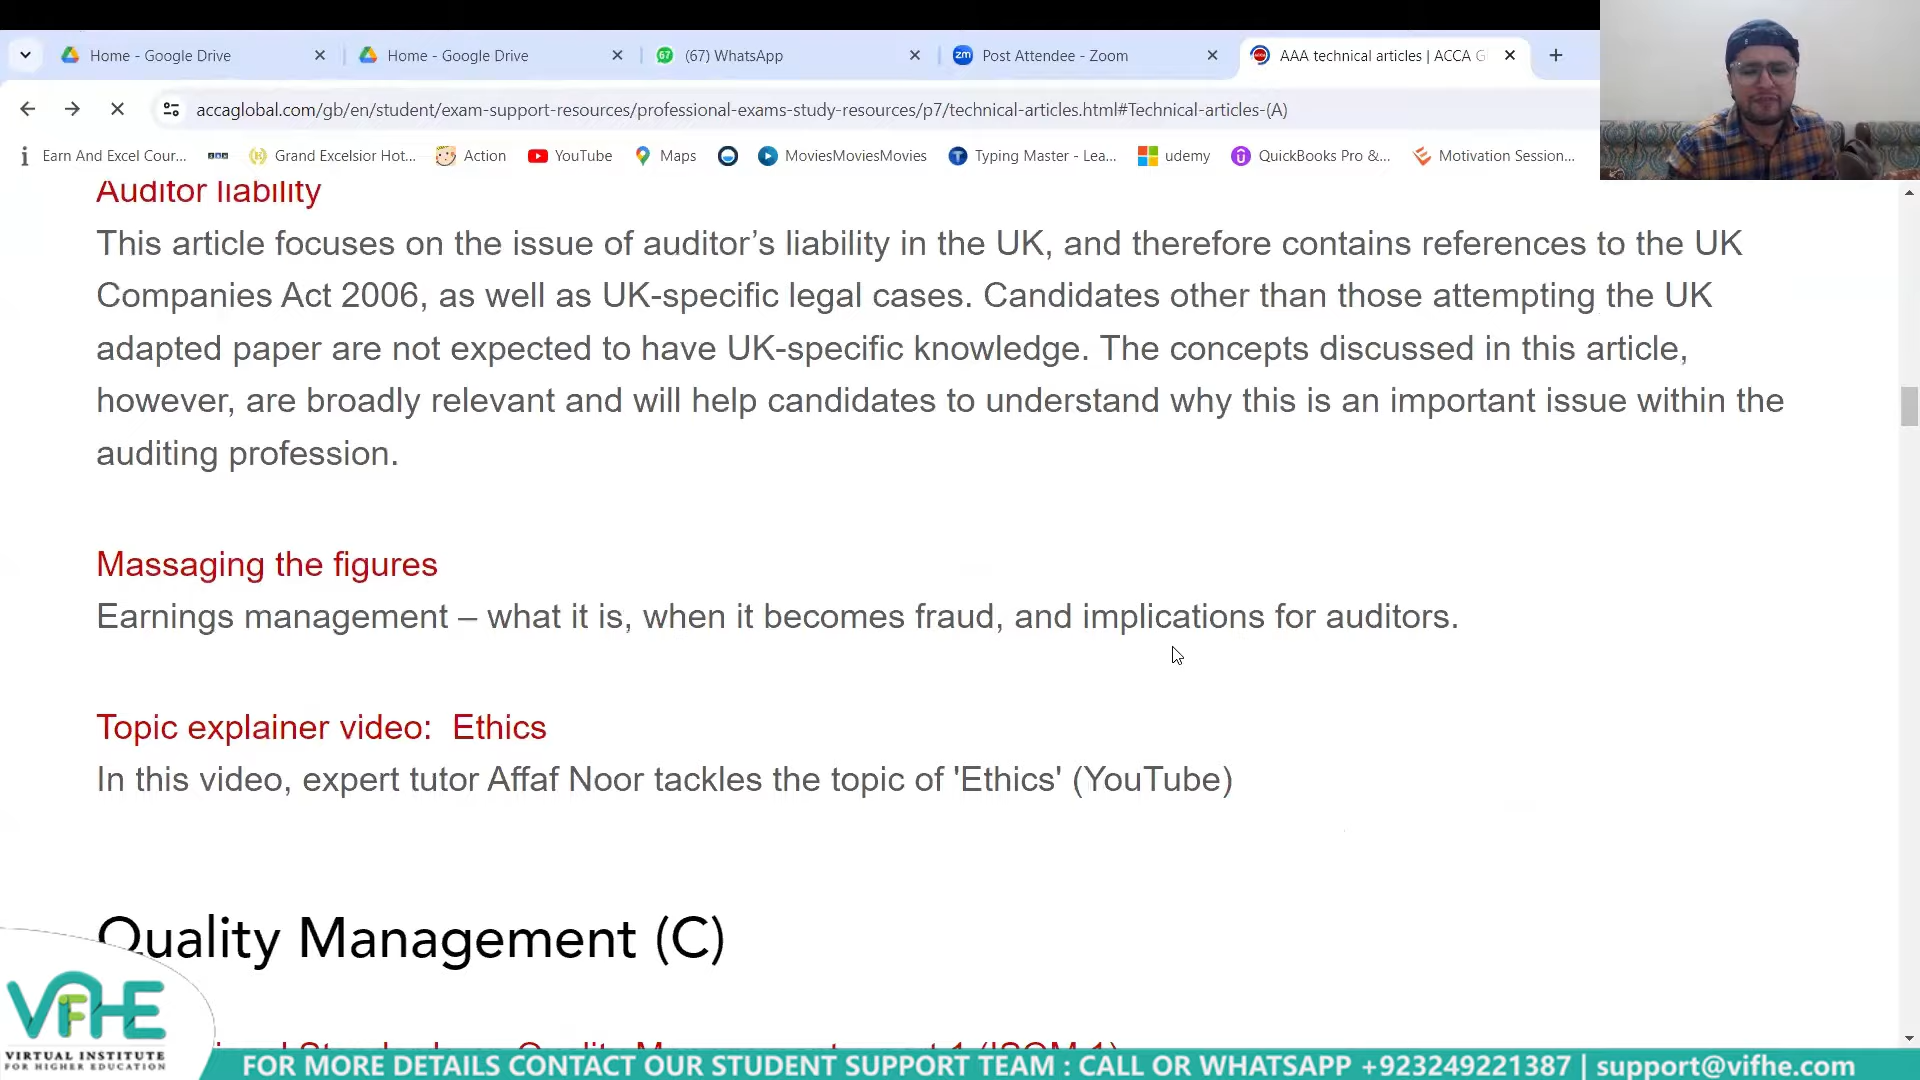 Home - Google Drive
Home - Google Drive
67
(67) WhatsApp
zm
Post Attendee - Zoom
AAA technical articles | ACCA G
accaglobal.com/gb/en/student/exam-support-resources/professional-exams-study-resources/p7/technical-articles.html#Technical-articles-(A)
Earn And Excel Cour...
Grand Excelsior Hot...
Action
YouTube
Maps
MoviesMoviesMovies
Typing Master - Lea...
udemy
QuickBooks Pro &...
Motivation Session...
Auditor liability
This article focuses on the issue of auditor’s liability in the UK, and therefore contains references to the UK
Companies Act 2006, as well as UK-specific legal cases. Candidates other than those attempting the UK
adapted paper are not expected to have UK-specific knowledge. The concepts discussed in this article,
however, are broadly relevant and will help candidates to understand why this is an important issue within the
auditing profession.
Massaging the figures
Earnings management – what it is, when it becomes fraud, and implications for auditors.
Topic explainer video:  Ethics
In this video, expert tutor Affaf Noor tackles the topic of 'Ethics' (YouTube)
Quality Management (C)
VIFHE
VIRTUAL INSTITUTE
FOR HIGHER EDUCATION
FOR MORE DETAILS CONTACT OUR STUDENT SUPPORT TEAM : CALL OR WHATSAPP +923249221387 | support@vifhe.com